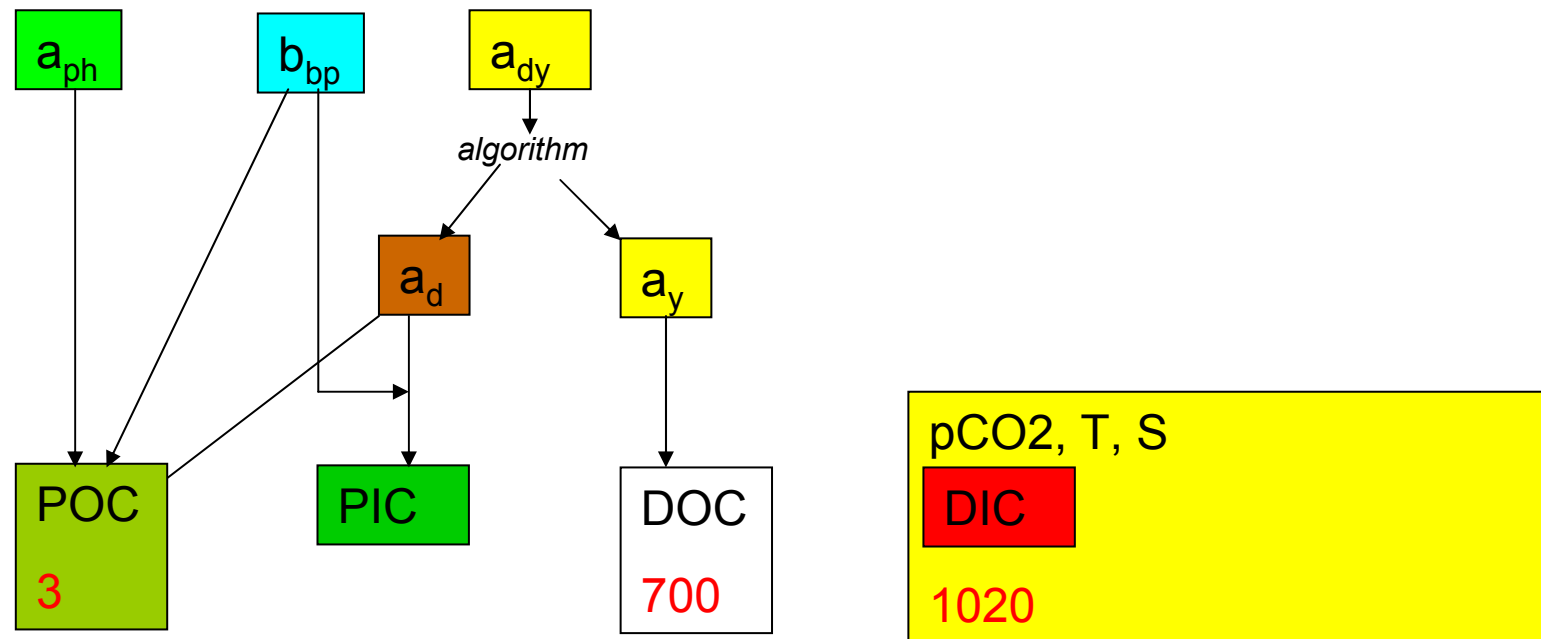 a_ph b_bp a_dy
algorithm
a_d a_y
pCO2, T, S
POC PIC DOC DIC
3 700 1020